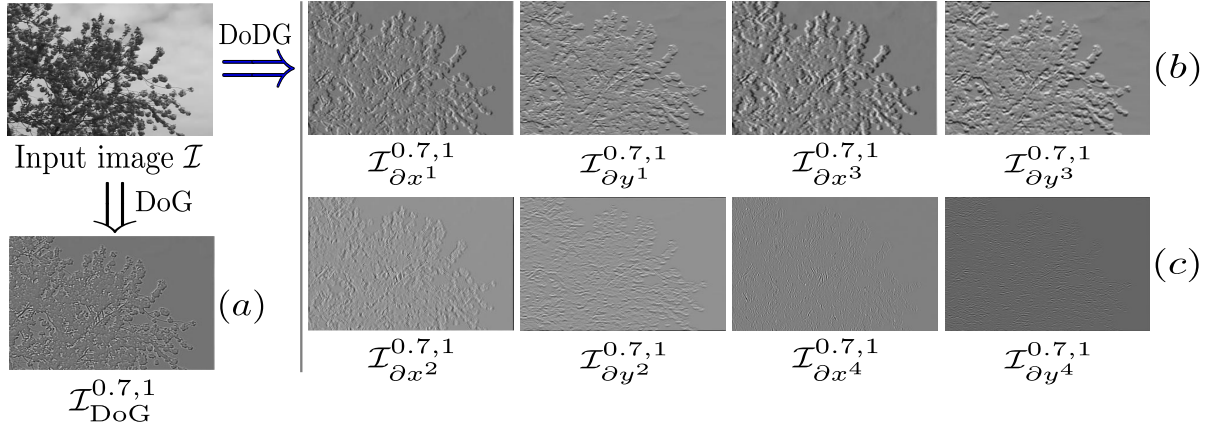 DoDG
(b)
Input image I
I^{0.7,1}_{∂x^1} I^{0.7,1}_{∂y^1} I^{0.7,1}_{∂x^3} I^{0.7,1}_{∂y^3}
DoG
(a)
(c)
I^{0.7,1}_{∂x^2} I^{0.7,1}_{∂y^2} I^{0.7,1}_{∂x^4} I^{0.7,1}_{∂y^4}
I^{0.7,1}_{DoG}